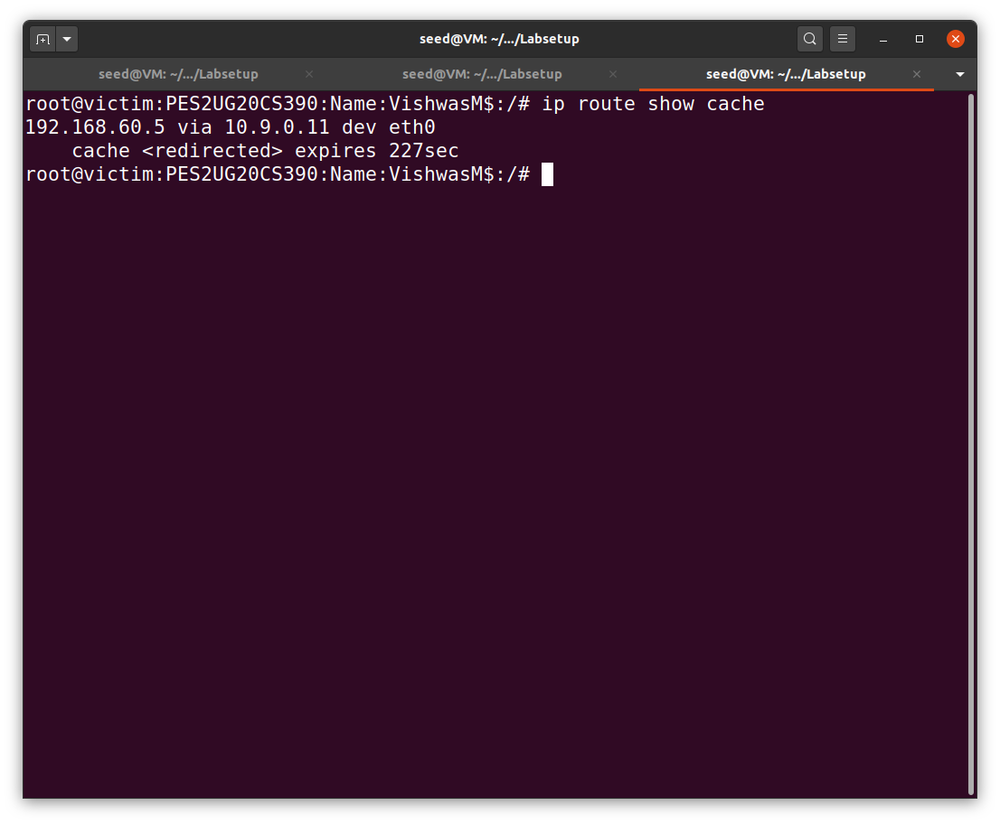 seed@VM: ~/.../Labsetup
seed@VM: ~/.../Labsetup
seed@VM: ~/.../Labsetup
seed@VM: ~/.../Labsetup
root@victim:PES2UG20CS390:Name:VishwasM$:/# ip route show cache
192.168.60.5 via 10.9.0.11 dev eth0
    cache <redirected> expires 227sec
root@victim:PES2UG20CS390:Name:VishwasM$:/#